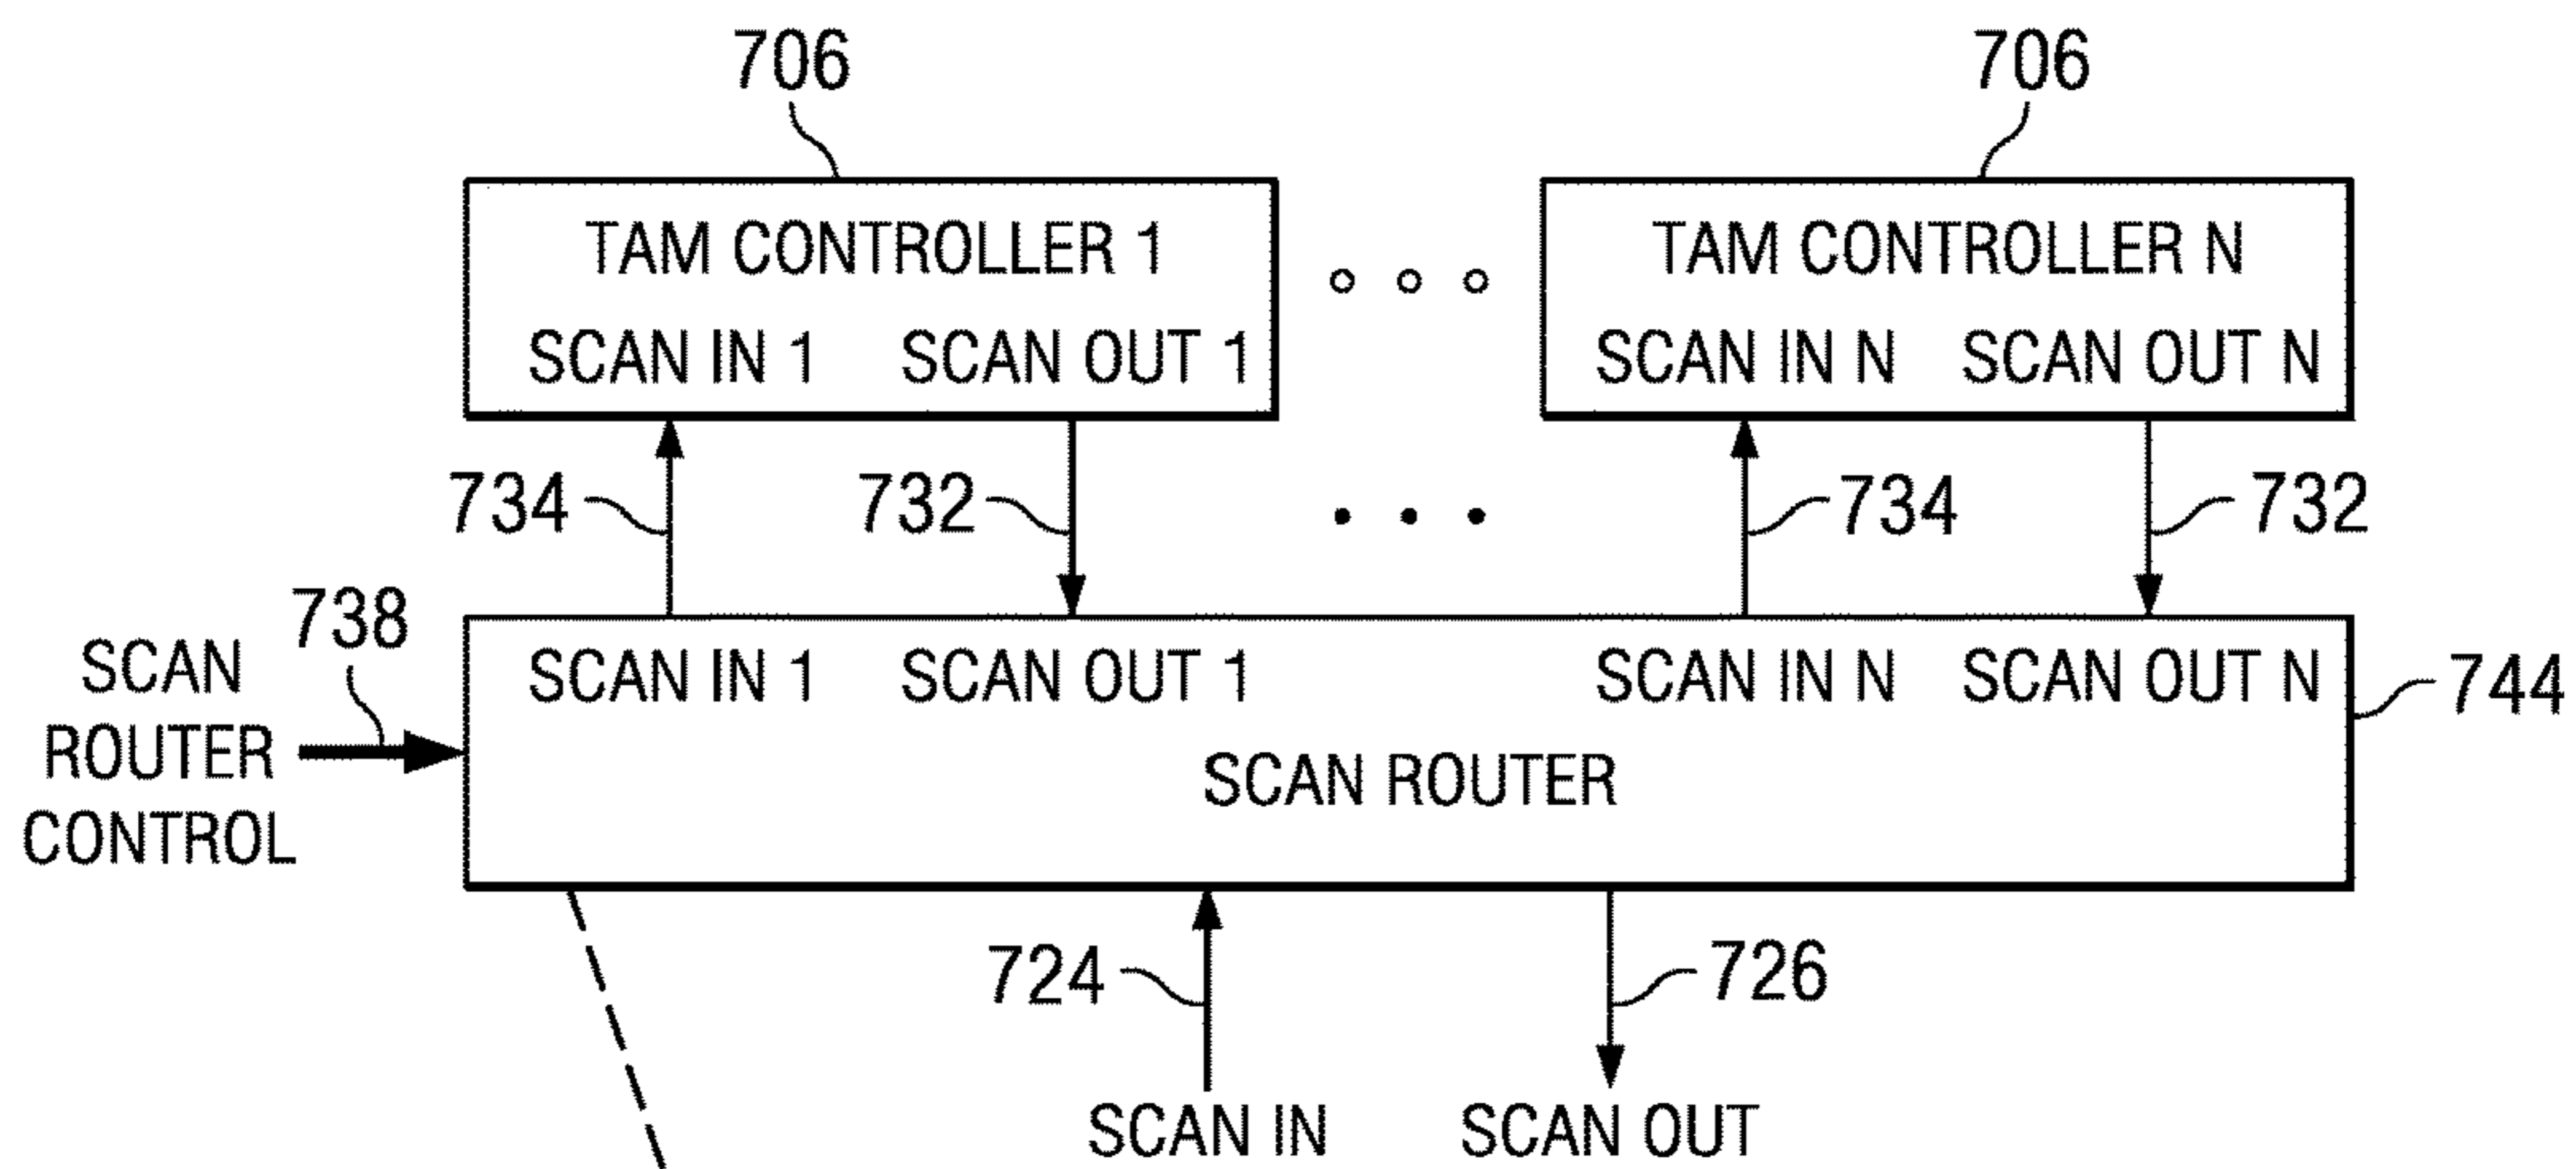 706
706
TAM CONTROLLER 1
TAM CONTROLLER N
SCAN IN 1
SCAN OUT 1
SCAN IN N
SCAN OUT N
734
732
734
732
738
SCAN
ROUTER
CONTROL
SCAN IN 1
SCAN OUT 1
SCAN IN N
SCAN OUT N
744
SCAN ROUTER
724
726
SCAN IN
SCAN OUT